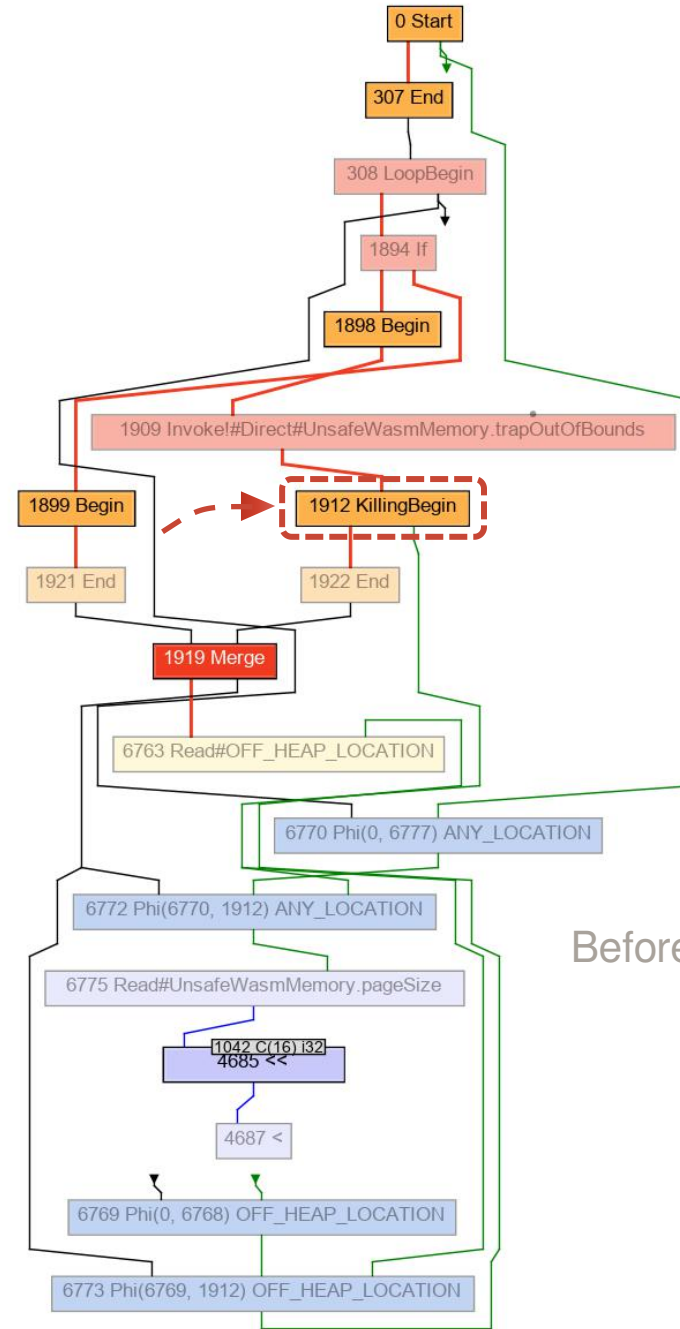 0 Start
307 End
308 LoopBegin
1894 If
1898 Begin
1909 Invoke!#Direct#UnsafeWasmMemory.trapOutOfBounds
1899 Begin
1912 KillingBegin
1921 End
1922 End
1919 Merge
6763 Read#OFF_HEAP_LOCATION
6770 Phi(0, 6777) ANY_LOCATION
6772 Phi(6770, 1912) ANY_LOCATION
Before
6775 Read#UnsafeWasmMemory.pageSize
1042 C(16) i32
4685 <<
4687 <
6769 Phi(0, 6768) OFF_HEAP_LOCATION
6773 Phi(6769, 1912) OFF_HEAP_LOCATION